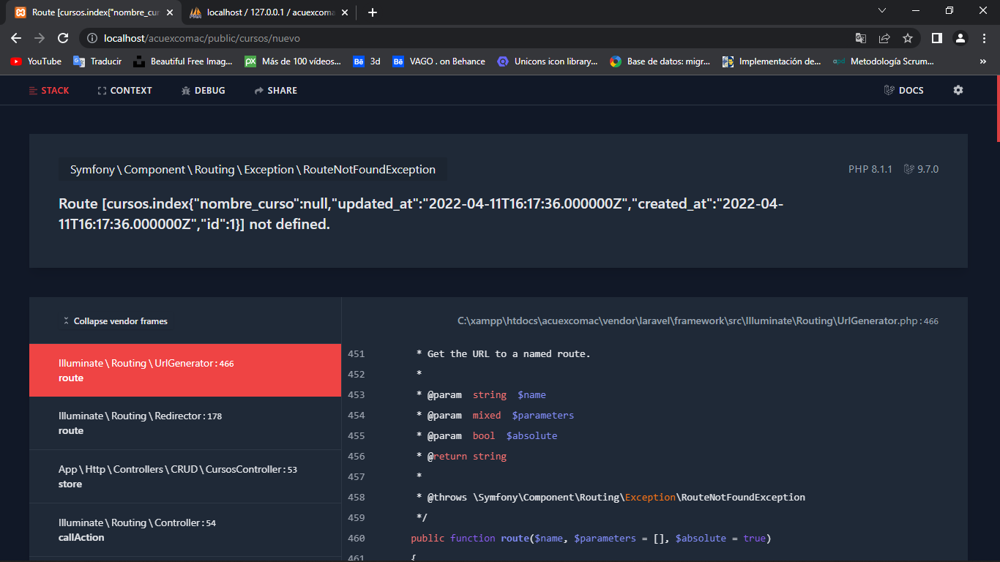 Route [cursos.index{"nombre_cur
localhost / 127.0.0.1 / acuexcoma
localhost/acuexcomac/public/cursos/nuevo
YouTube
Traducir
Beautiful Free Imag...
Más de 100 vídeos...
3d
VAGO . on Behance
Unicons icon library...
Base de datos: migr...
Implementación de...
Metodología Scrum...
STACK
CONTEXT
DEBUG
SHARE
DOCS
Symfony \ Component \ Routing \ Exception \ RouteNotFoundException
PHP 8.1.1
9.7.0
Route [cursos.index{"nombre_curso":null,"updated_at":"2022-04-11T16:17:36.000000Z","created_at":"2022-04-
11T16:17:36.000000Z","id":1}] not defined.
Collapse vendor frames
Illuminate \ Routing \ UrlGenerator : 466
route
Illuminate \ Routing \ Redirector : 178
route
App \ Http \ Controllers \ CRUD \ CursosController : 53
store
Illuminate \ Routing \ Controller : 54
callAction
C:\xampp\htdocs\acuexcomac\vendor\laravel\framework\src\Illuminate\Routing\UrlGenerator.php : 466
451 * Get the URL to a named route.
452 *
453 * @param string $name
454 * @param mixed $parameters
455 * @param bool $absolute
456 * @return string
457 *
458 * @throws \Symfony\Component\Routing\Exception\RouteNotFoundException
459 */
460 public function route($name, $parameters = [], $absolute = true)
461 {